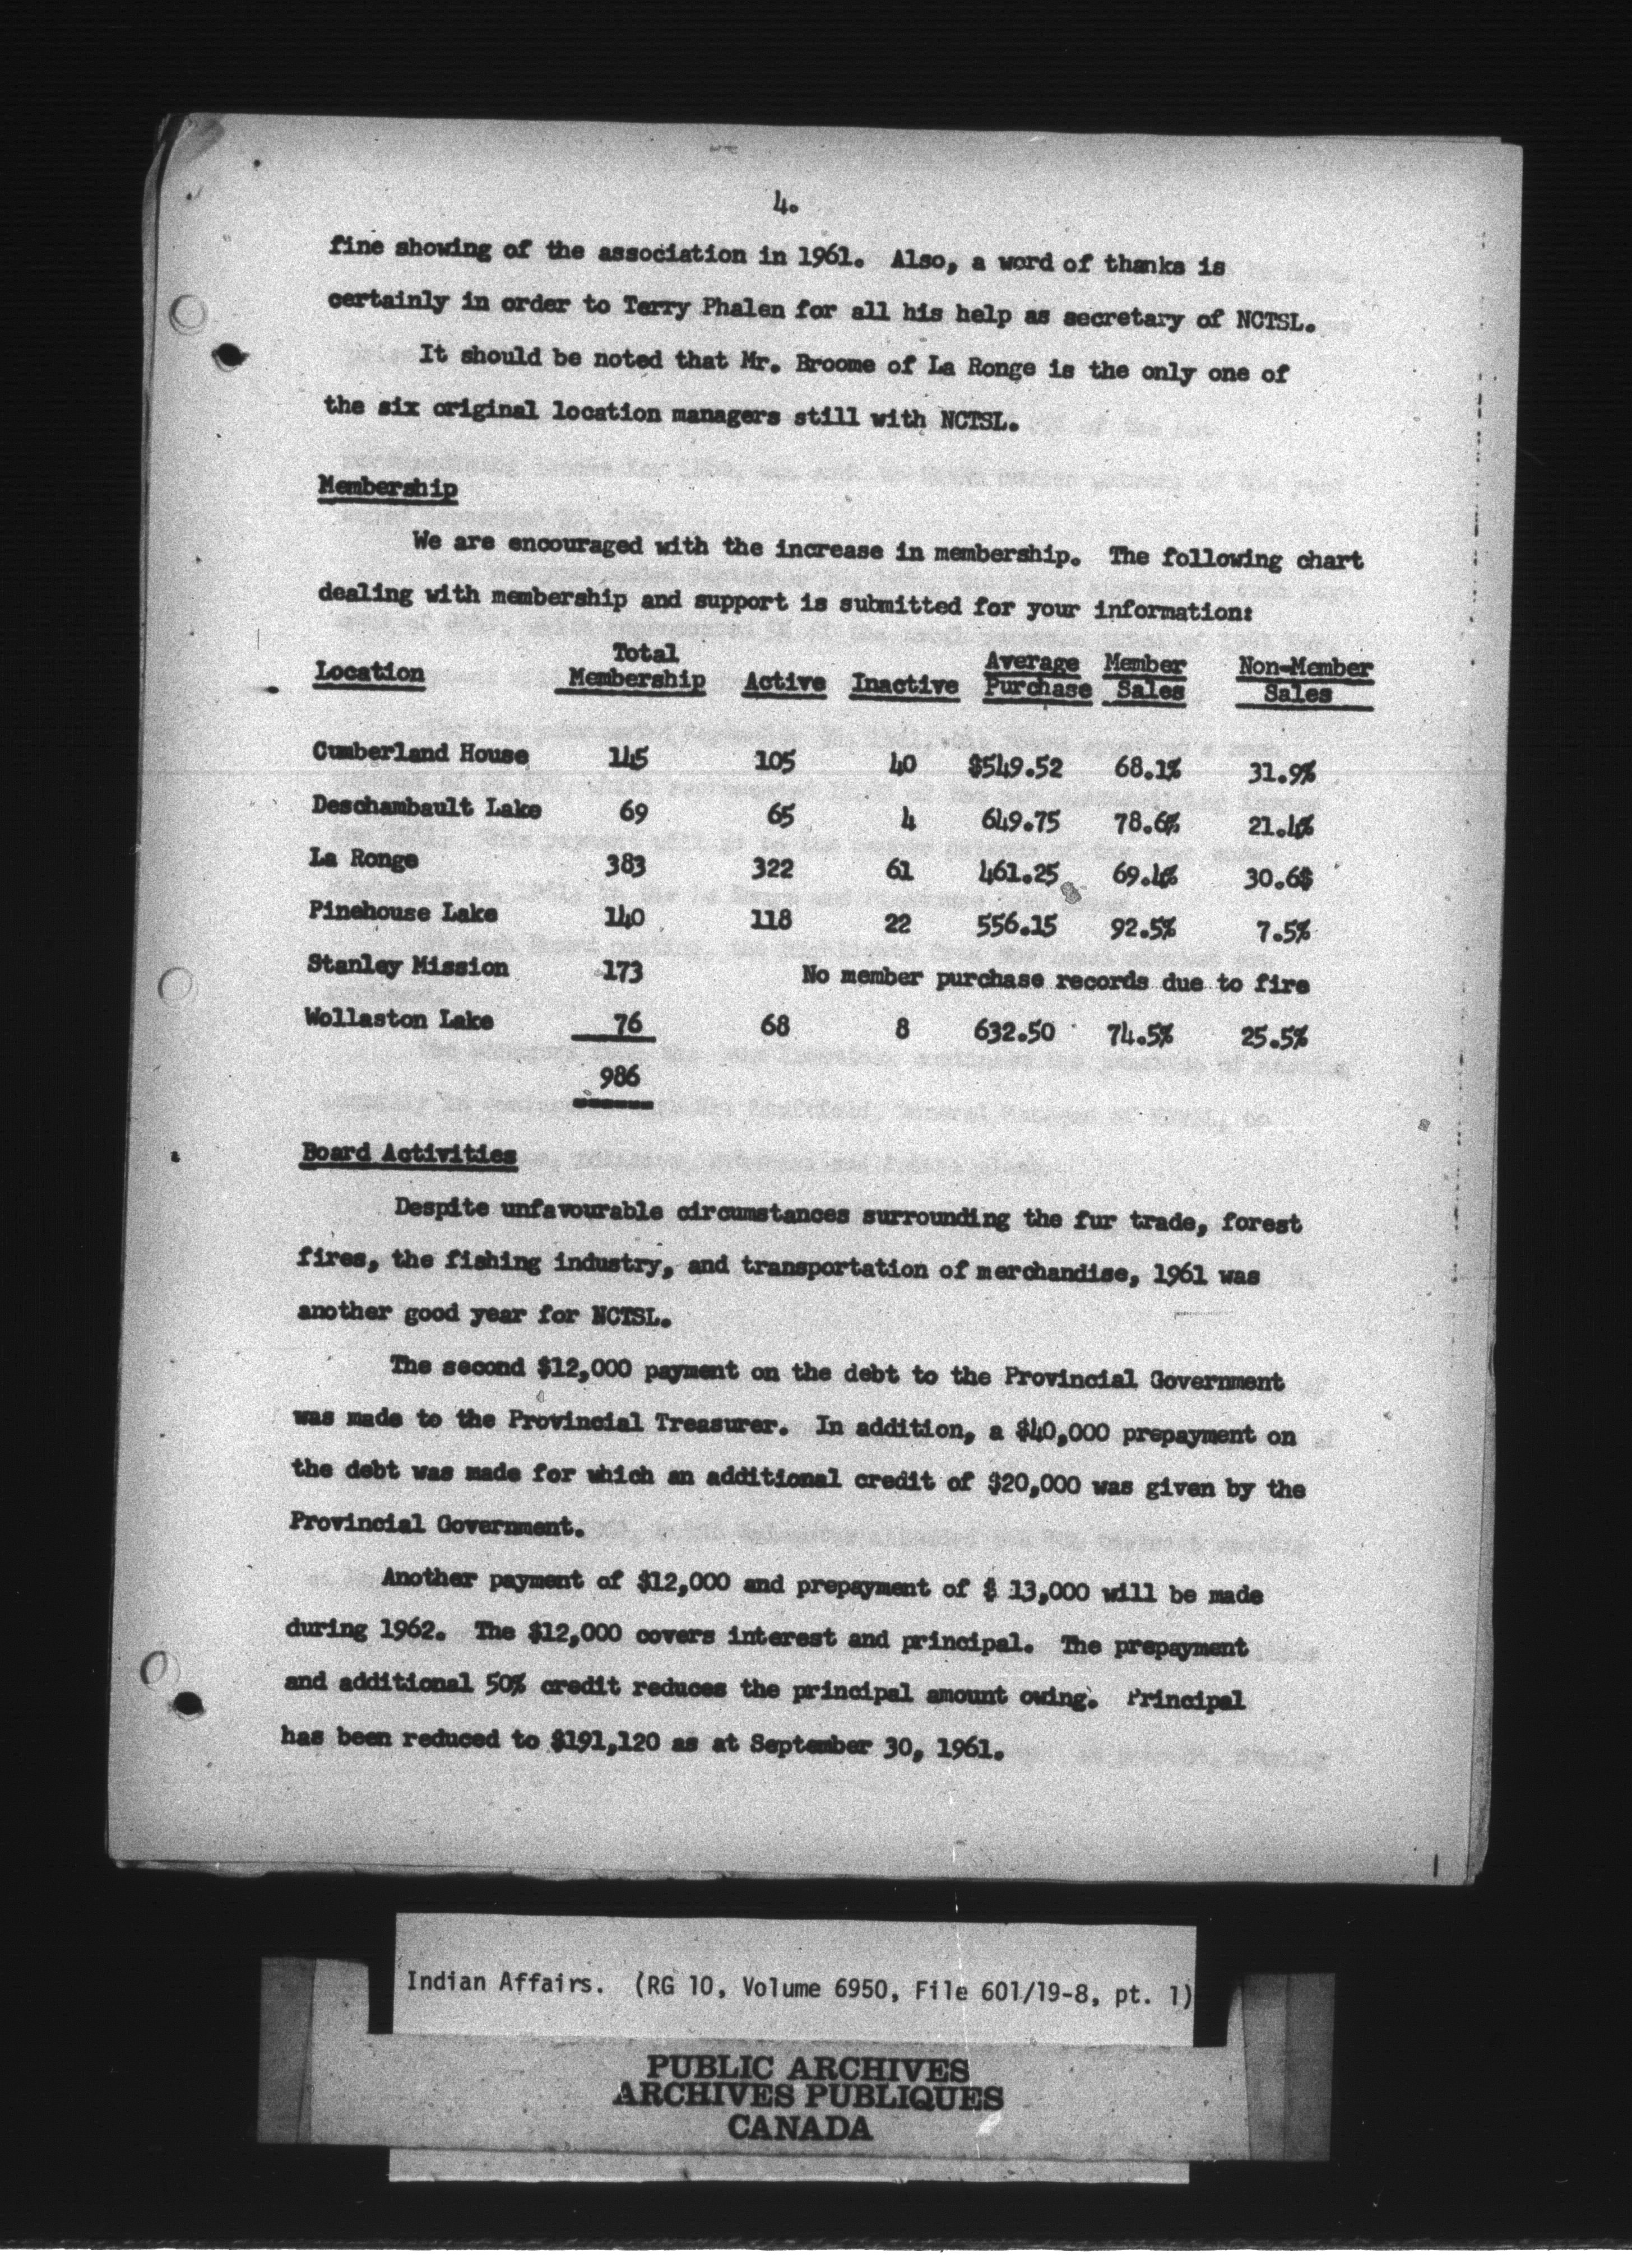 4.
fine showing of the association in 1961. Also, a word of thanks is
certainly in order to Terry Phalen for all his help as secretary of NCTSL.
It should be noted that Mr. Broome of La Ronge is the only one of
the six original location managers still with NCTSL.
Membership
We are encouraged with the increase in membership. The following chart
dealing with membership and support is submitted for your information:
Total Average Member Non-Member
Location Membership Active Inactive Purchase Sales Sales
Cumberland House 145 105 40 $549.52 68.1% 31.9%
Deschambault Lake 69 65 4 649.75 78.6% 21.4%
La Ronge 383 322 61 461.25 69.4% 30.6$
Pinehouse Lake 140 118 22 556.15 92.5% 7.5%
Stanley Mission 173 No member purchase records due to fire
Wollaston Lake 76 68 8 632.50 74.5% 25.5%
986
Board Activities
Despite unfavourable circumstances surrounding the fur trade, forest
fires, the fishing industry, and transportation of merchandise, 1961 was
another good year for NCTSL.
The second $12,000 payment on the debt to the Provincial Government
was made to the Provincial Treasurer. In addition, a $40,000 prepayment on
the debt was made for which an additional credit of $20,000 was given by the
Provincial Government.
Another payment of $12,000 and prepayment of $ 13,000 will be made
during 1962. The $12,000 covers interest and principal. The prepayment
and additional 50% credit reduces the principal amount owing. Principal
has been reduced to $191,120 as at September 30, 1961.
Indian Affairs. (RG 10, Volume 6950, File 601/19-8, pt. 1)
PUBLIC ARCHIVES
ARCHIVES PUBLIQUES
CANADA